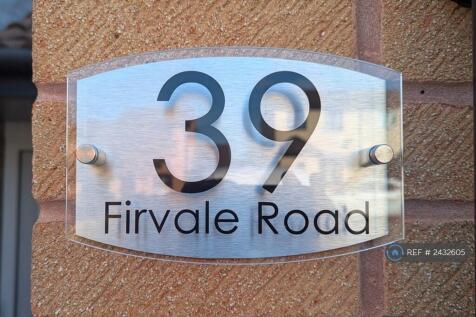 39
Firvale Road
REF # 2432605